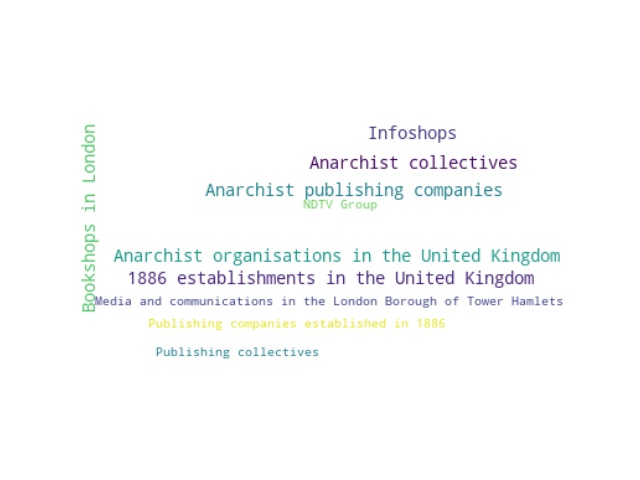 Bookshops in London
Infoshops
Anarchist collectives
Anarchist publishing companies
NDTV Group
Anarchist organisations in the United Kingdom
1886 establishments in the United Kingdom
Media and communications in the London Borough of Tower Hamlets
Publishing companies established in 1886
Publishing collectives